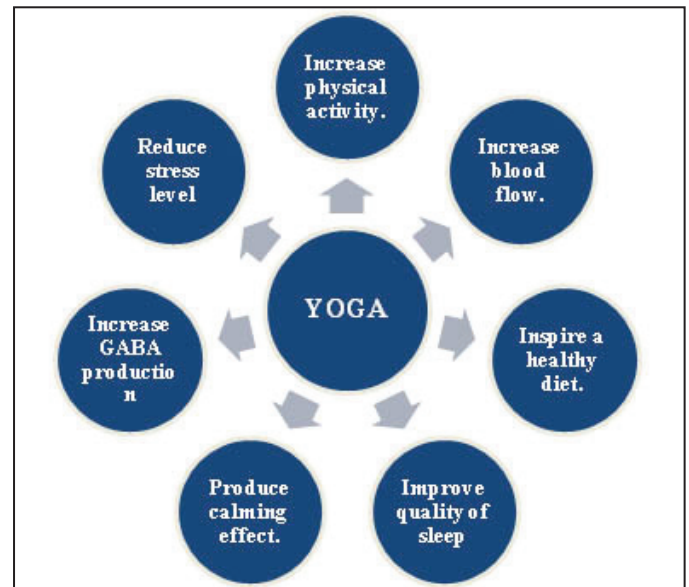 Increase
physical
activity.
Increase
blood
flow.
Inspire a
healthy
diet.
Improve
quality of
sleep
Produce
calming
effect.
Increase
GABA
productio
n
Reduce
stress
level
YOGA